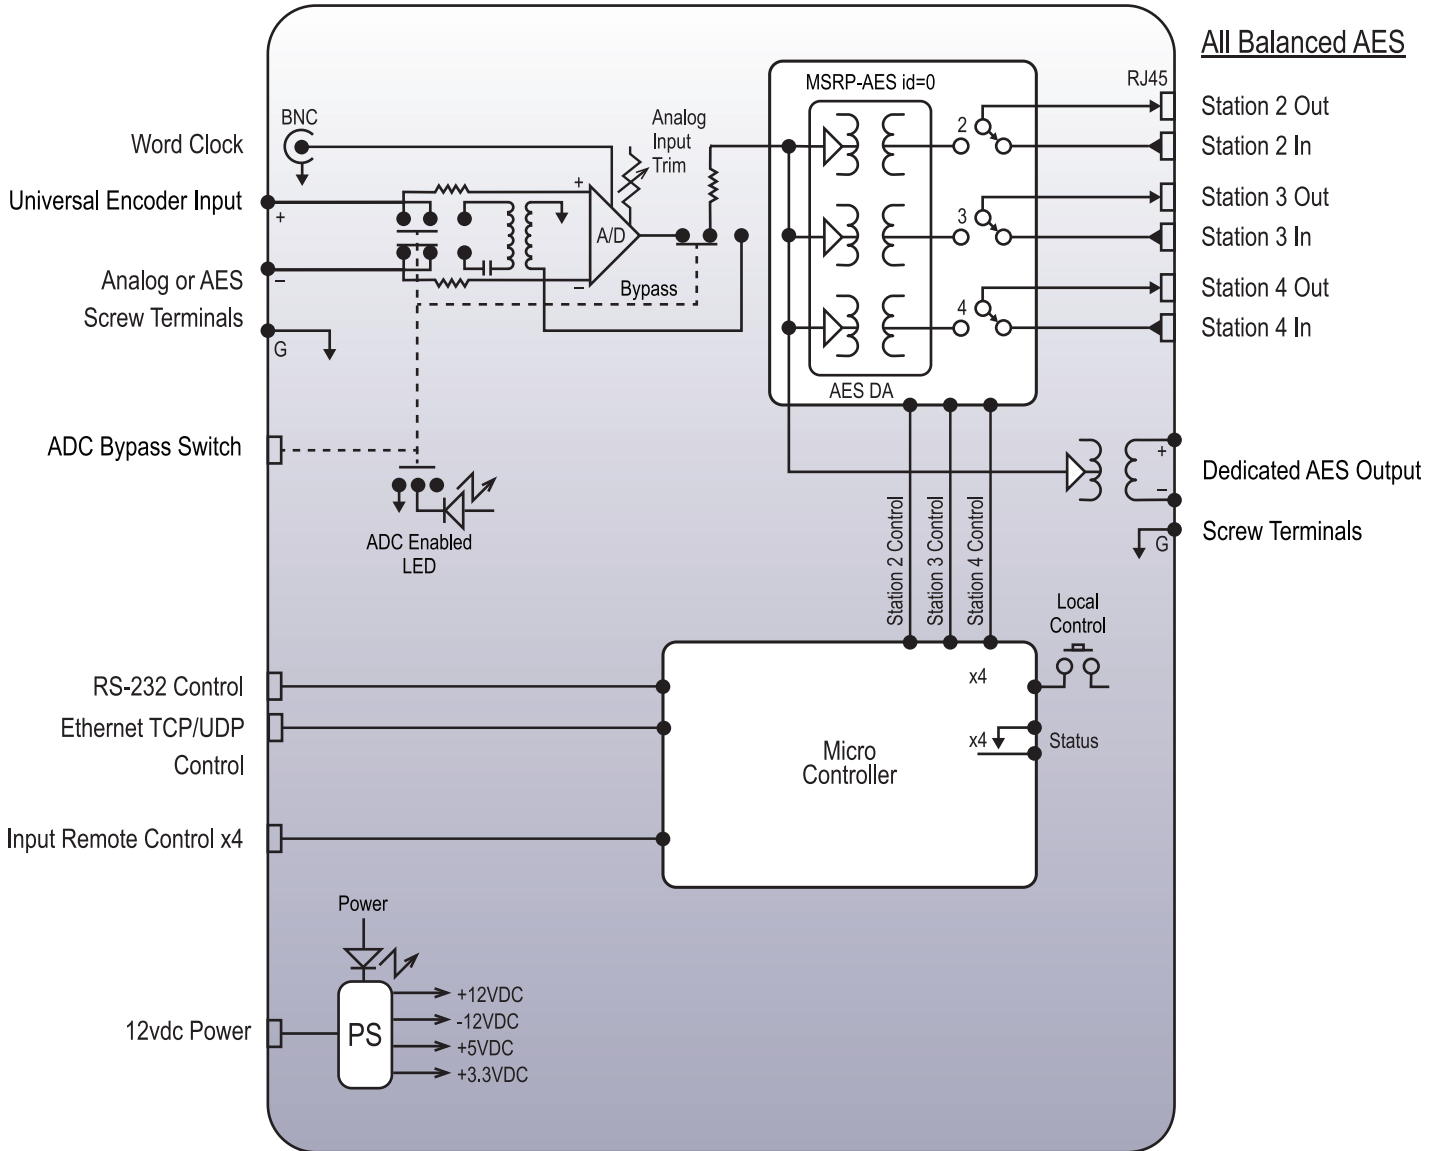 All Balanced AES
RJ45
MSRP-AES id=0
Station 2 Out
BNC
Word Clock
Analog
Input
Trim
2
Station 2 In
Universal Encoder Input
+
+
A/D
3
Station 3 Out
Station 3 In
Analog or AES
Screw Terminals
–
–
Bypass
G
4
Station 4 Out
Station 4 In
AES DA
ADC Bypass Switch
+
–
Dedicated AES Output
G
Screw Terminals
ADC Enabled
LED
Station 2 Control
Station 3 Control
Station 4 Control
Local
Control
RS-232 Control
x4
Ethernet TCP/UDP
Control
x4
Status
Micro
Controller
Input Remote Control x4
Power
12vdc Power
PS
+12VDC
-12VDC
+5VDC
+3.3VDC